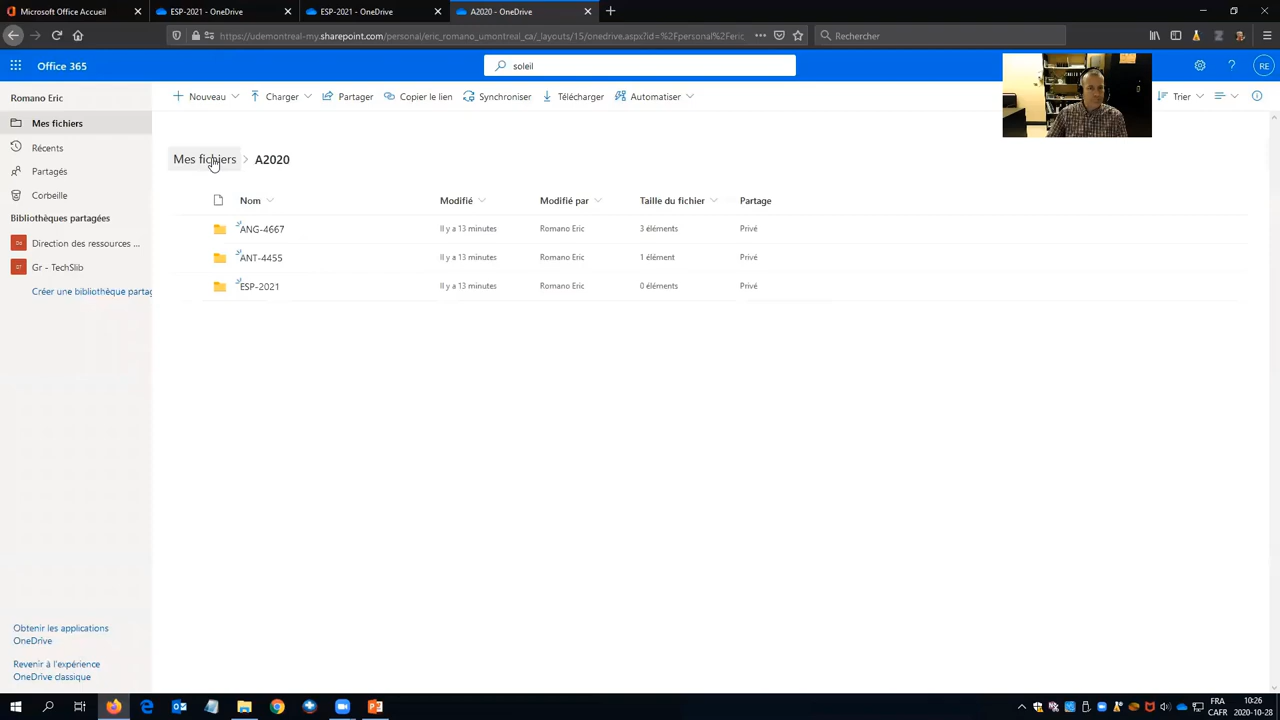 Microsoft Office Accueil
ESP-2021 - OneDrive
ESP-2021 - OneDrive
A2020 - OneDrive
https://udemontreal-my.sharepoint.com/personal/eric_romano_umontreal_ca/_layouts/15/onedrive.aspx?id=%2Fpersonal%2Feric
Rechercher
Office 365
soleil
RE
Romano Eric
Nouveau
Charger
Partager
Copier le lien
Synchroniser
Télécharger
Automatiser
Trier
Mes fichiers
Récents
Partagés
Corbeille
Bibliothèques partagées
Direction des ressources ...
Gr - TechSlib
Créer une bibliothèque partag
Mes fichiers > A2020
Nom Modifié Modifié par Taille du fichier Partage
ANG-4667 Il y a 13 minutes Romano Eric 3 éléments Privé
ANT-4455 Il y a 13 minutes Romano Eric 1 élément Privé
ESP-2021 Il y a 13 minutes Romano Eric 0 éléments Privé
Obtenir les applications
OneDrive
Revenir à l'expérience
OneDrive classique
FRA
CAFR
10:26
2020-10-28